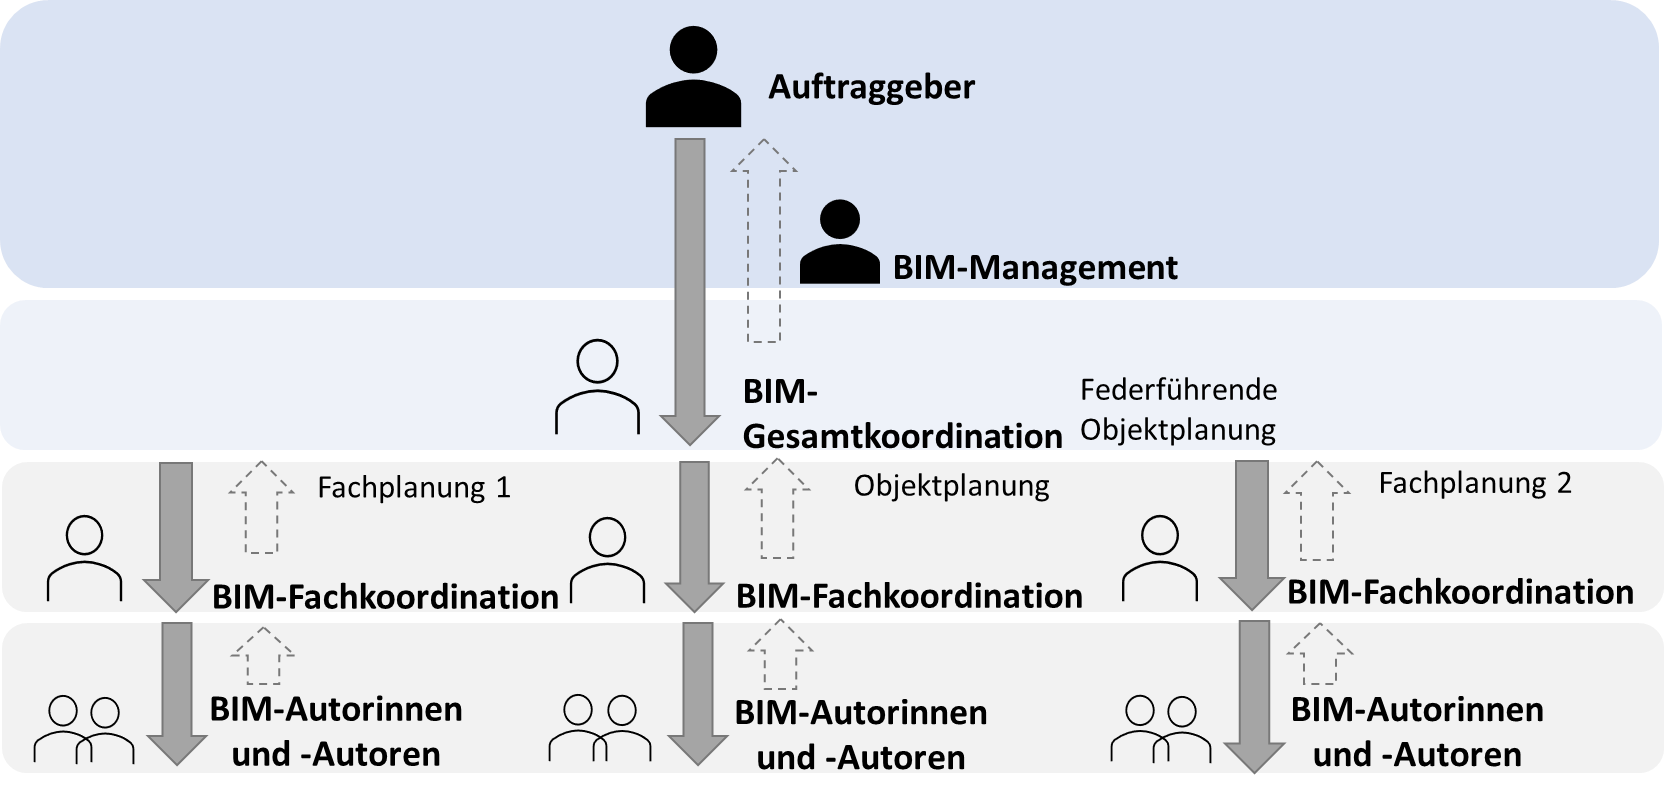 Auftraggeber
BIM-Management
BIM-
Gesamtkoordination
Federführende
Objektplanung
Fachplanung 1
Objektplanung
Fachplanung 2
BIM-Fachkoordination
BIM-Fachkoordination
BIM-Fachkoordination
BIM-Autorinnen
und -Autoren
BIM-Autorinnen
und -Autoren
BIM-Autorinnen
und -Autoren